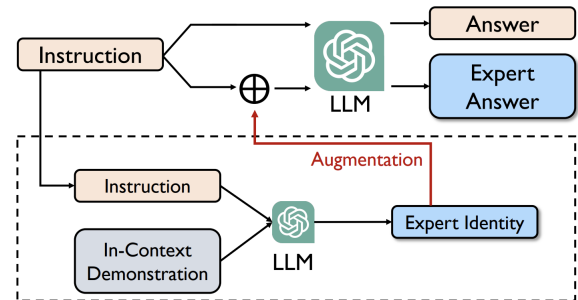 Instruction
Answer
LLM
Expert
Answer
Augmentation
Instruction
In-Context
Demonstration
LLM
Expert Identity